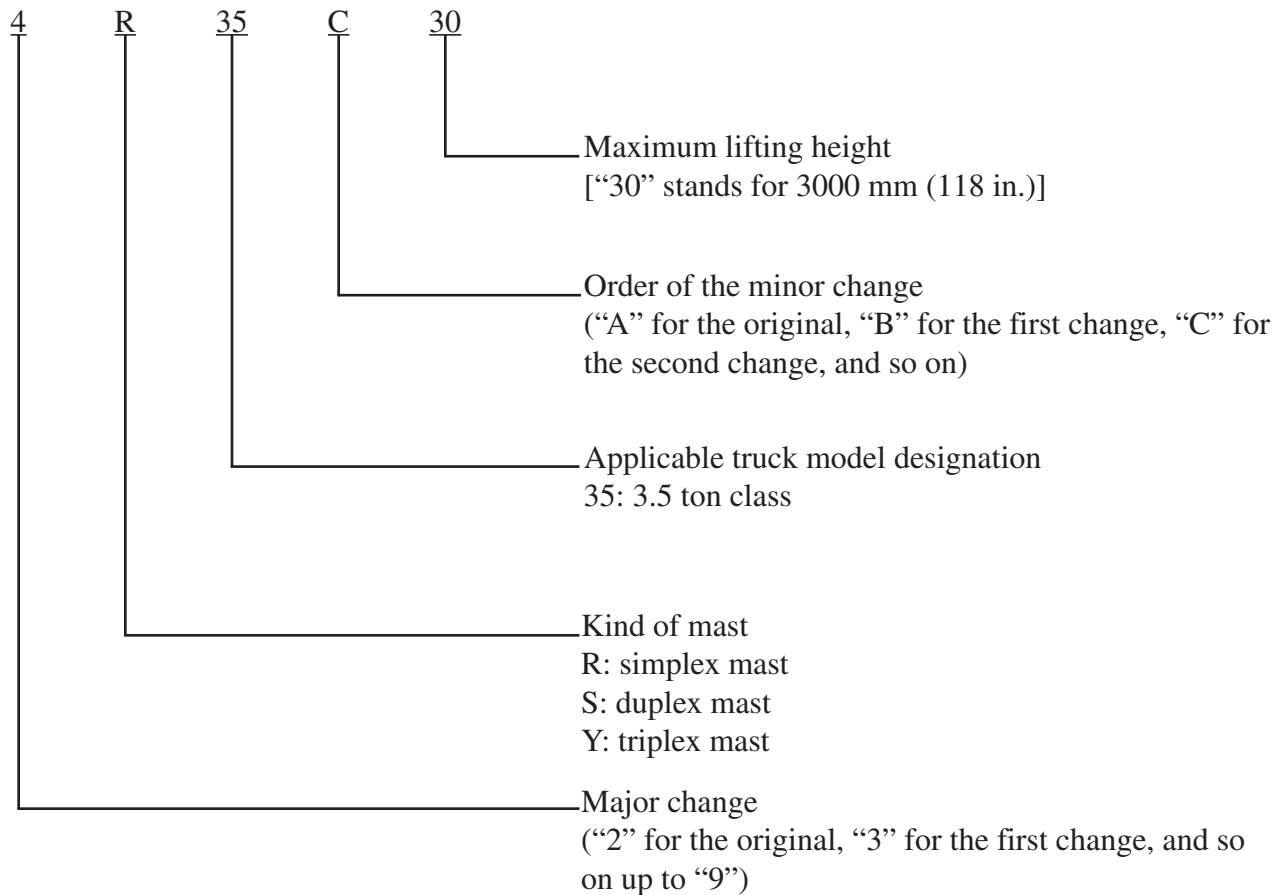 4 R 35 C 30
Maximum lifting height
[“30” stands for 3000 mm (118 in.)]
Order of the minor change
(“A” for the original, “B” for the first change, “C” for
the second change, and so on)
Applicable truck model designation
35: 3.5 ton class
Kind of mast
R: simplex mast
S: duplex mast
Y: triplex mast
Major change
(“2” for the original, “3” for the first change, and so
on up to “9”)